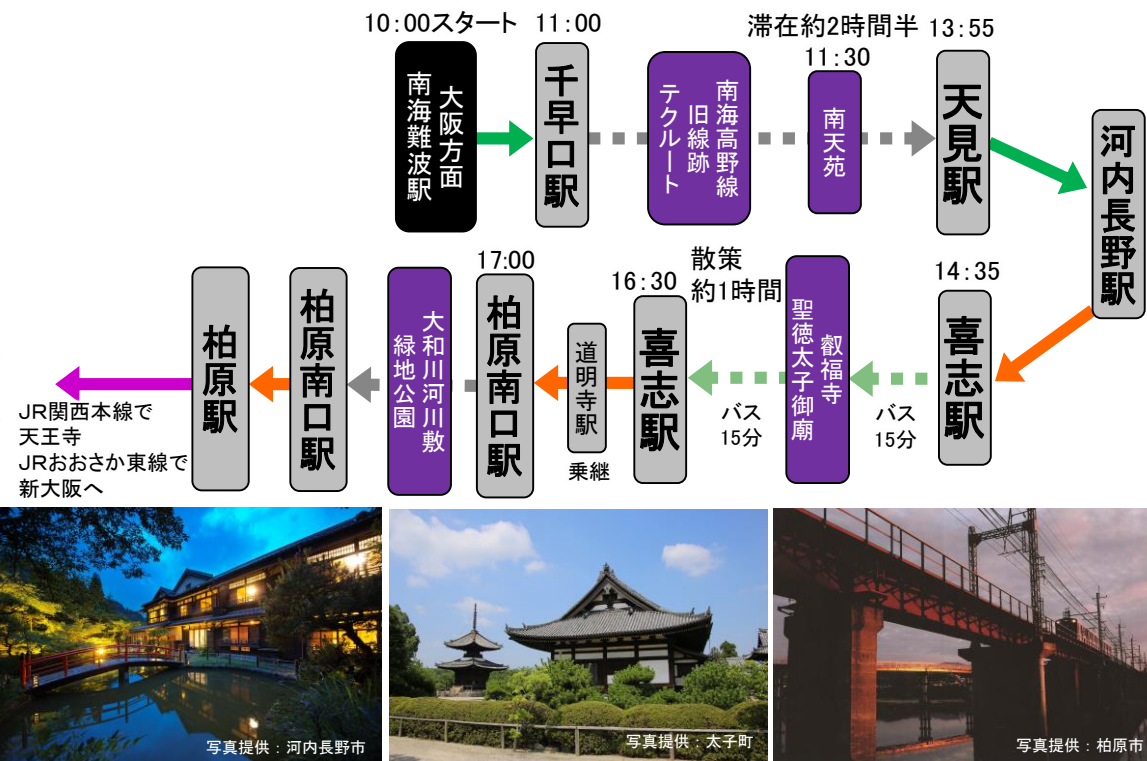 10:00スタート
大阪方面
南海難波駅
11:00
千早口駅
南海高野線
旧線跡
テクルート
滞在約2時間半
11:30
南天苑
13:55
天見駅
河内長野駅
14:35
喜志駅
バス
15分
叡福寺
聖徳太子御廟
散策
約1時間
バス
15分
16:30
喜志駅
道明寺駅
乗継
17:00
柏原南口駅
大和川河川敷
緑地公園
柏原南口駅
柏原駅
JR関西本線で
天王寺
JRおおさか東線で
新大阪へ
写真提供：河内長野市
写真提供：太子町
写真提供：柏原市